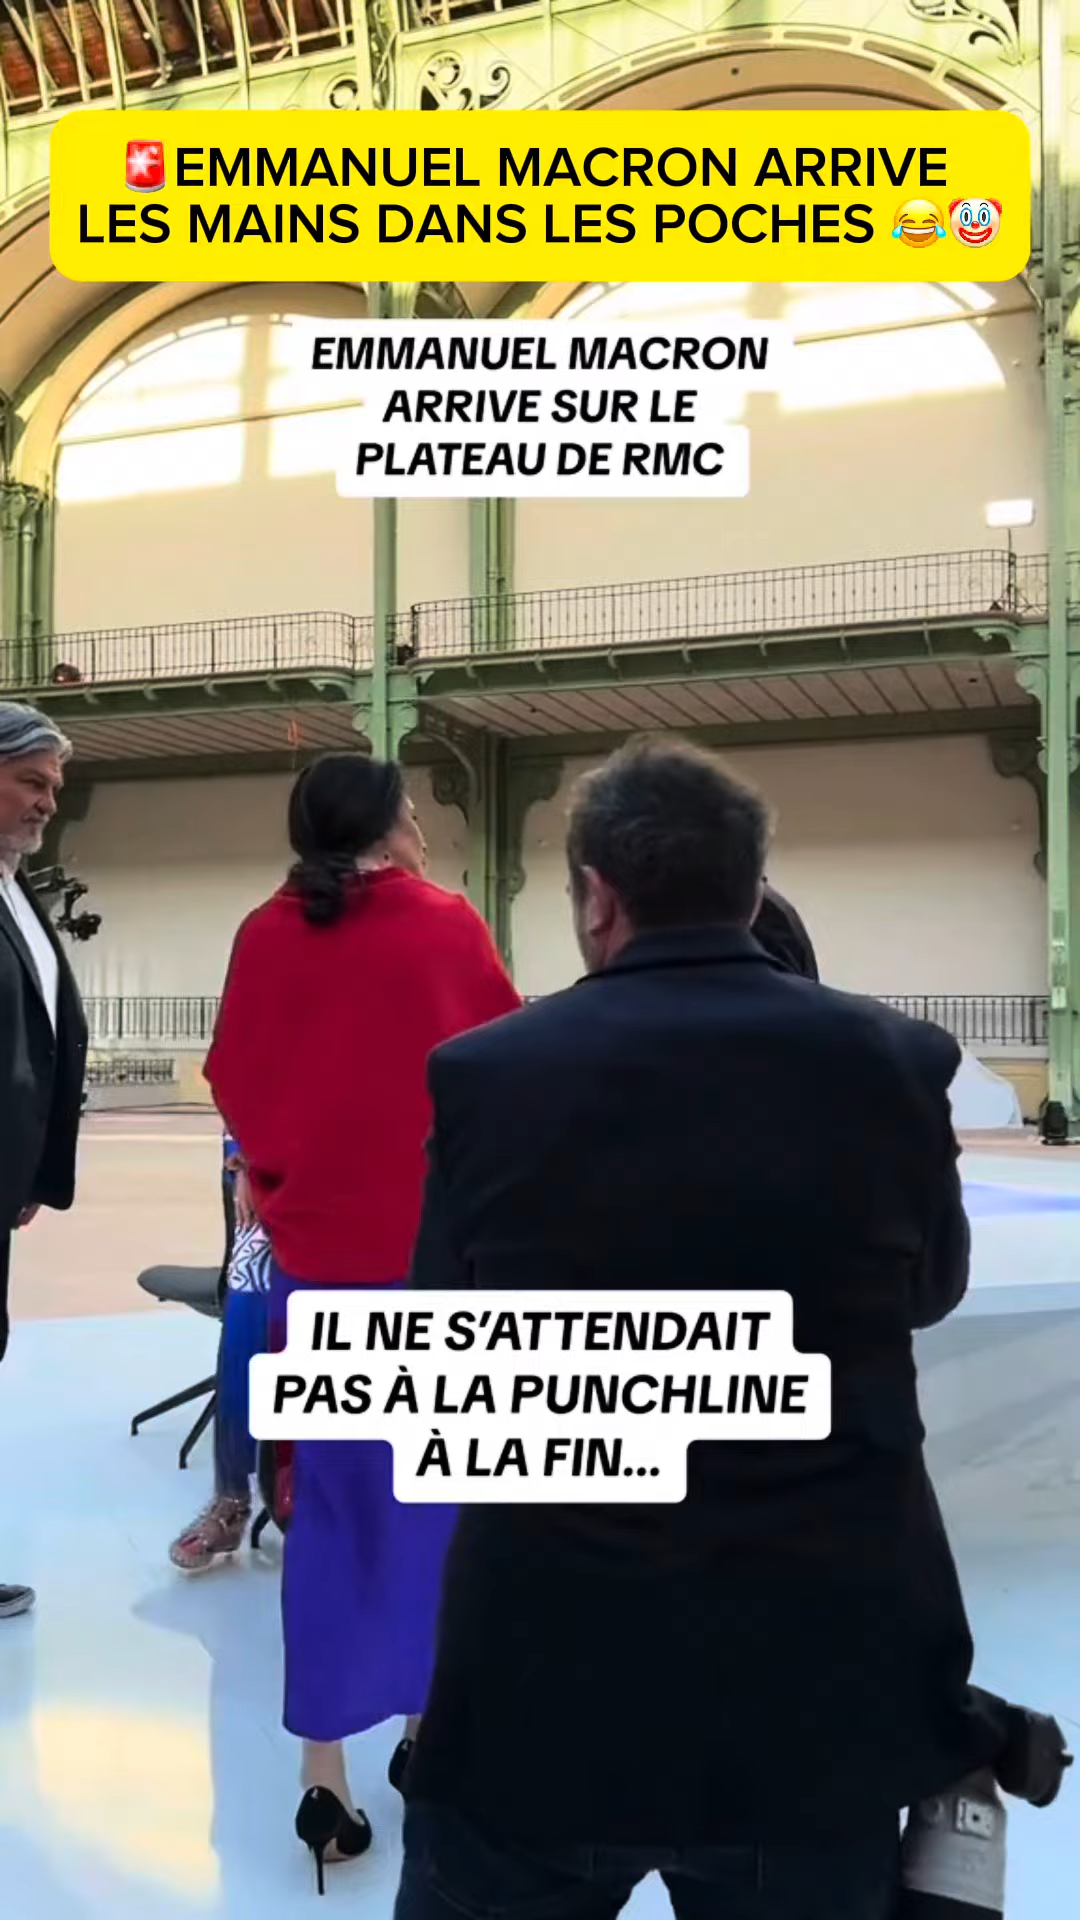 🚨EMMANUEL MACRON ARRIVE
LES MAINS DANS LES POCHES 😂🤡
EMMANUEL MACRON
ARRIVE SUR LE
PLATEAU DE RMC
IL NE S’ATTENDAIT
PAS À LA PUNCHLINE
À LA FIN...